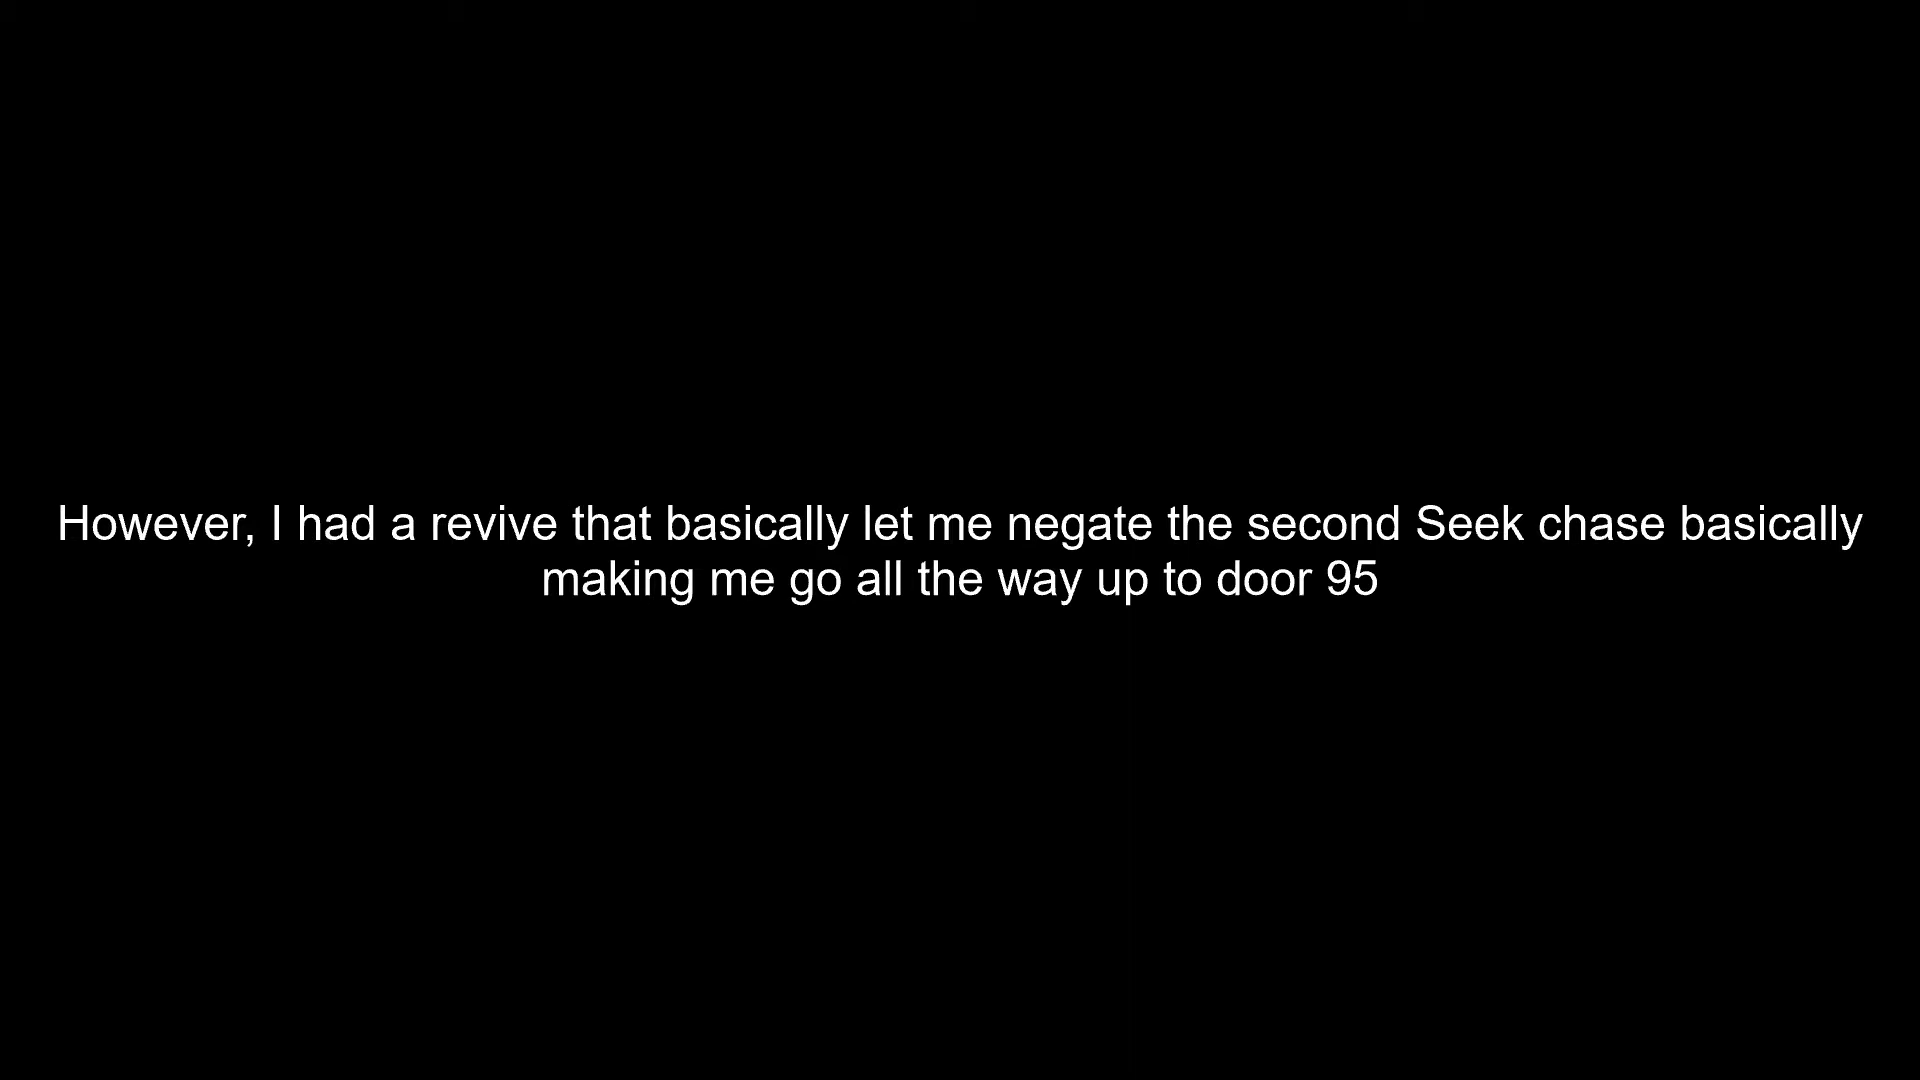 However, I had a revive that basically let me negate the second Seek chase basically
making me go all the way up to door 95